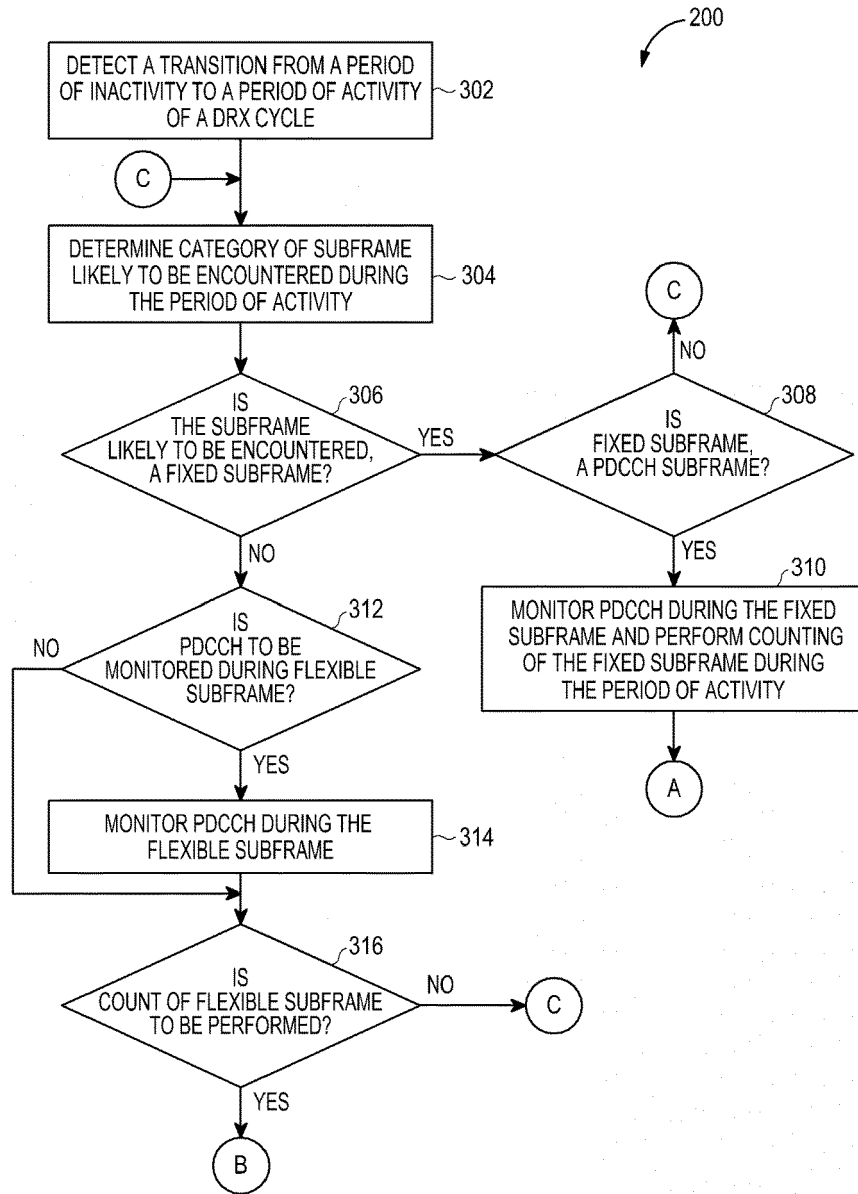 200
DETECT A TRANSITION FROM A PERIOD
OF INACTIVITY TO A PERIOD OF ACTIVITY
OF A DRX CYCLE
302
C
DETERMINE CATEGORY OF SUBFRAME
LIKELY TO BE ENCOUNTERED DURING
THE PERIOD OF ACTIVITY
304
C
NO
IS
THE SUBFRAME
LIKELY TO BE ENCOUNTERED,
A FIXED SUBFRAME?
306
YES
IS
FIXED SUBFRAME,
A PDCCH SUBFRAME?
308
NO
YES
IS
PDCCH TO BE
MONITORED DURING FLEXIBLE
SUBFRAME?
312
NO
MONITOR PDCCH DURING THE FIXED
SUBFRAME AND PERFORM COUNTING
OF THE FIXED SUBFRAME DURING
THE PERIOD OF ACTIVITY
310
A
YES
MONITOR PDCCH DURING THE
FLEXIBLE SUBFRAME
314
IS
COUNT OF FLEXIBLE SUBFRAME
TO BE PERFORMED?
316
NO
C
YES
B